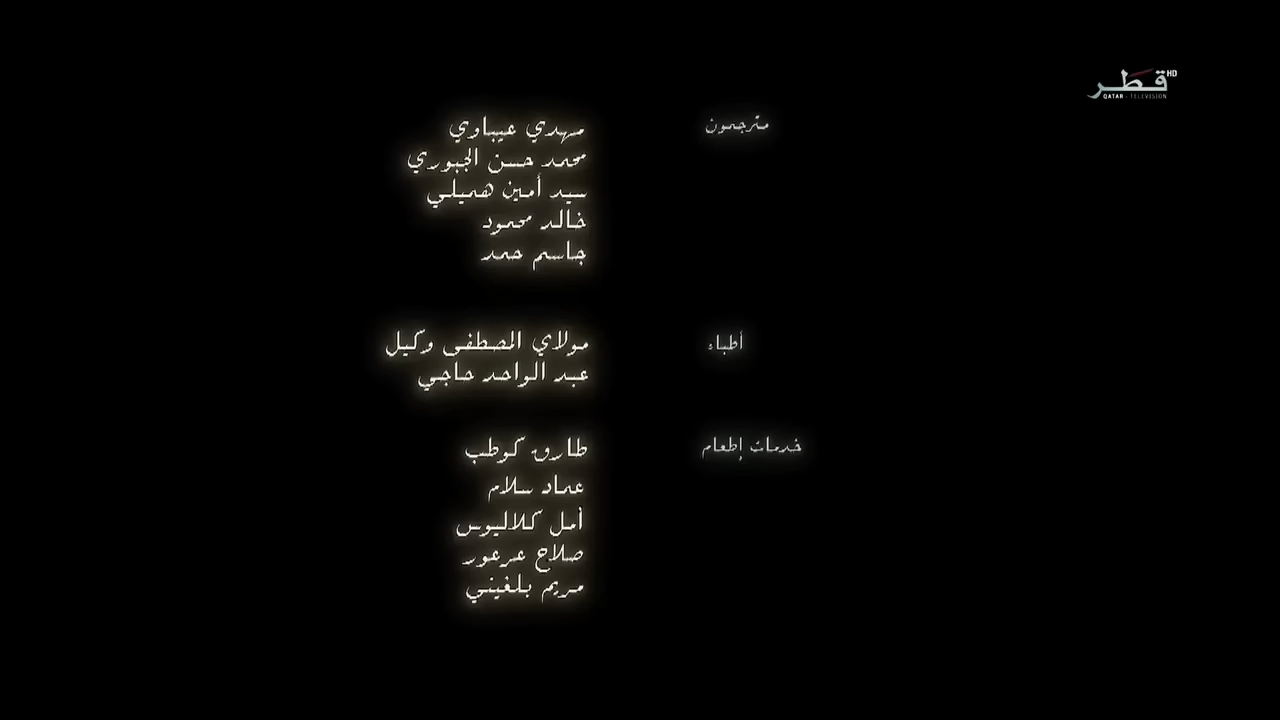 قطر HD
QATAR - TELEVISION
مترجمون
مهدي عيباوي
محمد حسن الجبوري
سيد أمين هميلي
خالد محمود
جاسم حمد
أطباء
مولاي المصطفى وكيل
عبد الواحد حاجي
خدمات إطعام
طارق كوطب
عماد سلام
أمل كلاليوس
صلاح عرعور
مريم بلغيني